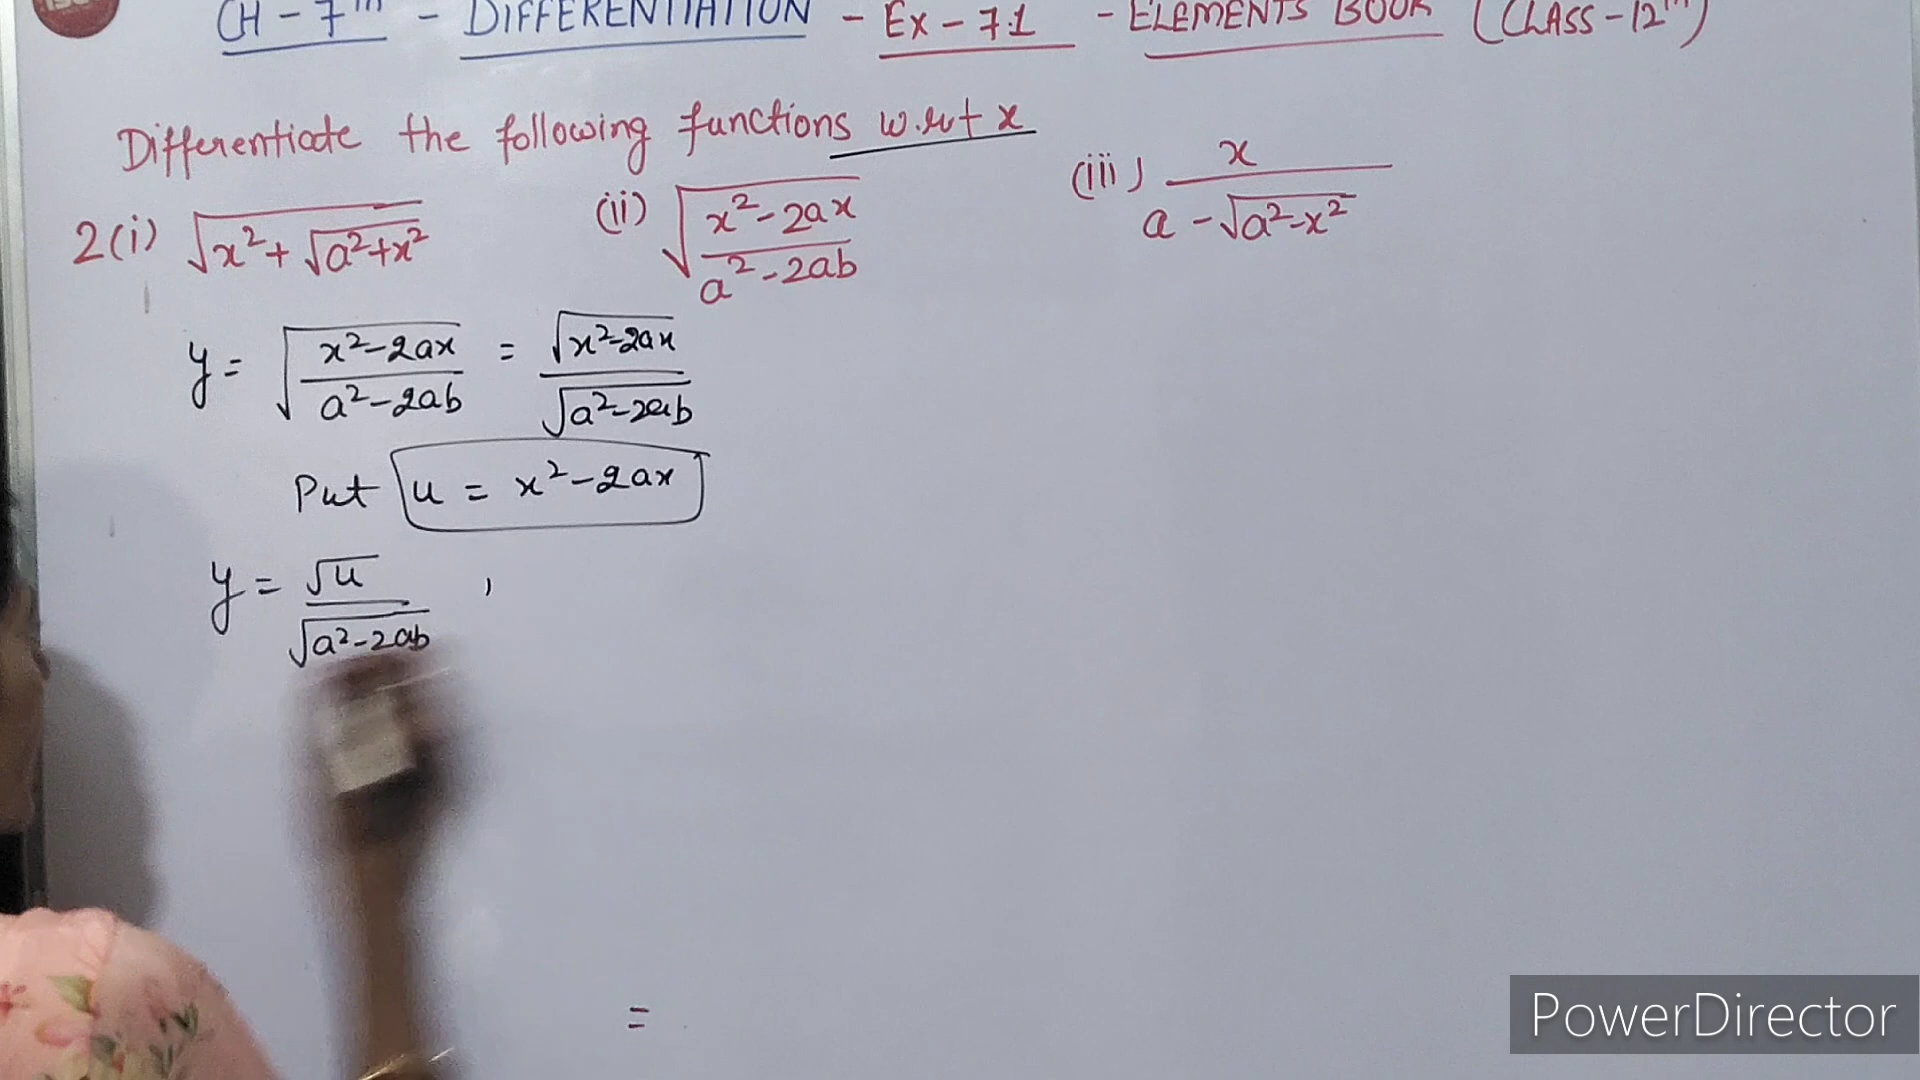 CH - 7th - DIFFERENTIATION - Ex - 7.1 - ELEMENTS BOOK (CLASS - 12th)
Differentiate the following functions w.r.t x
2(i) √(x² + √(a²+x²)) (ii) √((x²-2ax)/(a²-2ab)) (iii) x/(a - √(a²-x²))
y = √((x²-2ax)/(a²-2ab)) = √(x²-2ax)/√(a²-2ab)
Put u = x²-2ax
y = √u/√(a²-2ab) ,
=
PowerDirector